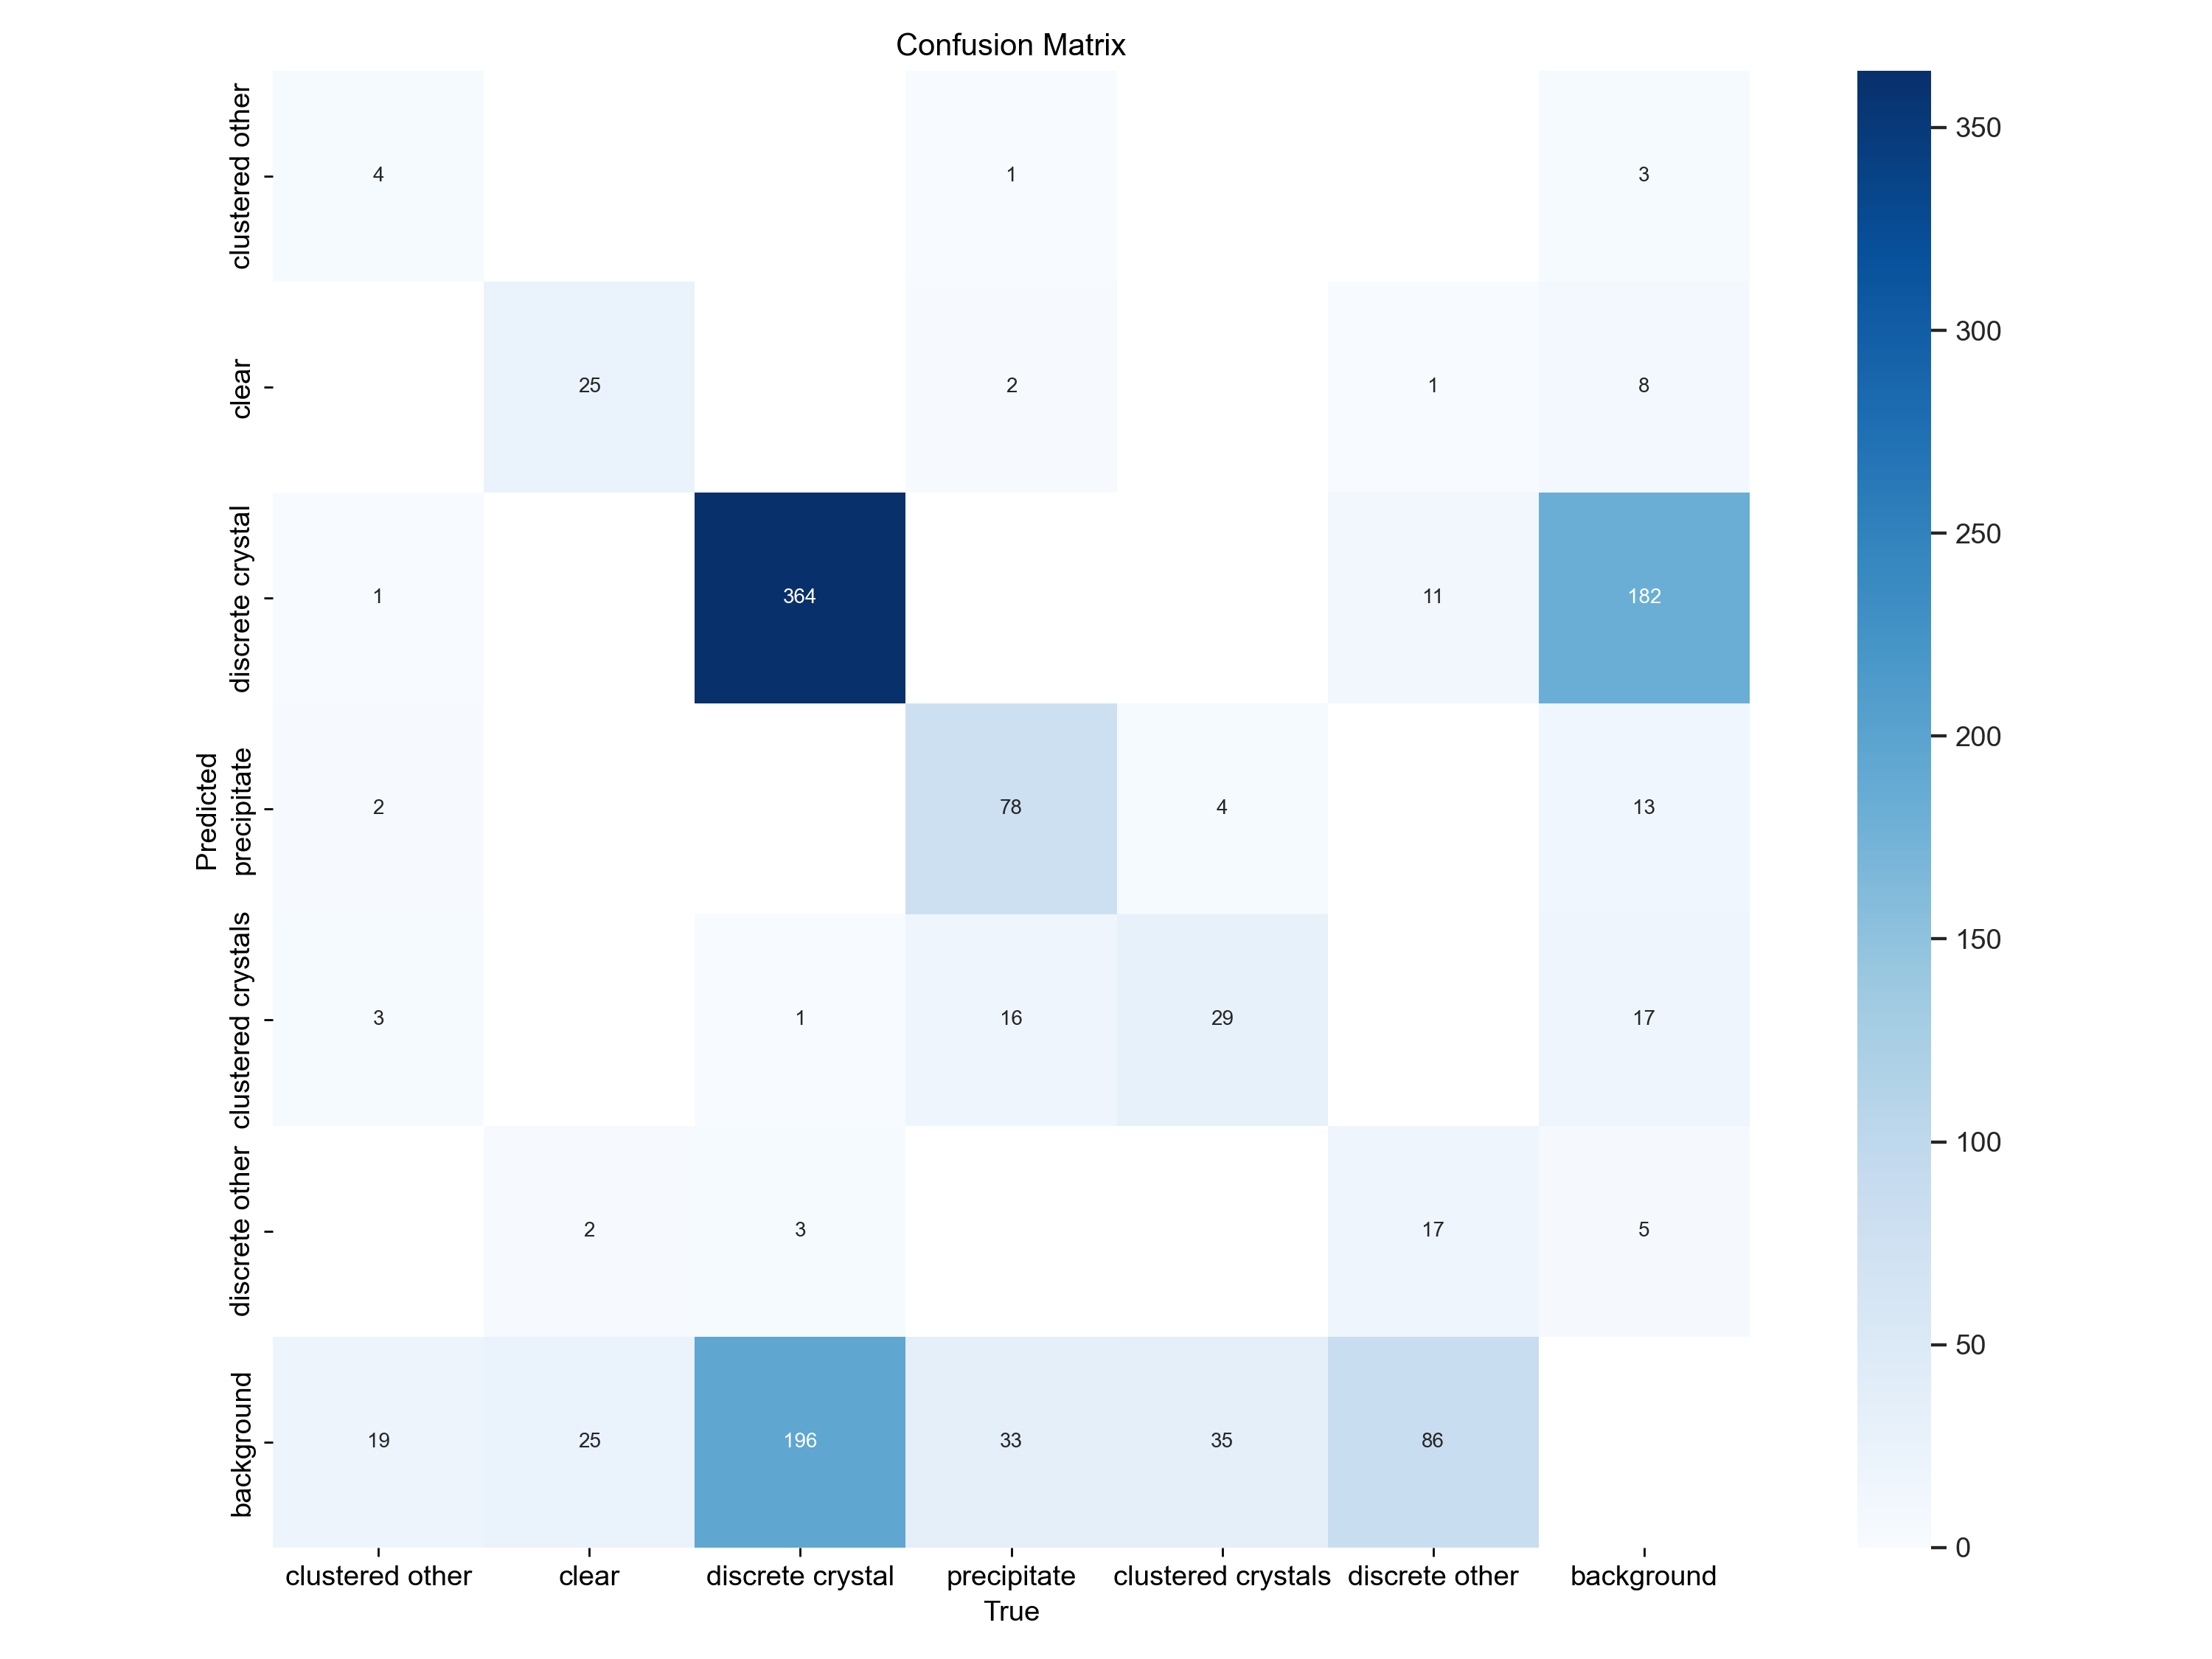 Confusion Matrix
Predicted
clustered other
4
1
3
clear
25
2
1
8
discrete crystal
1
364
11
182
precipitate
2
78
4
13
clustered crystals
3
1
16
29
17
discrete other
2
3
17
5
background
19
25
196
33
35
86
clustered other
clear
discrete crystal
precipitate
clustered crystals
discrete other
background
True
350
300
250
200
150
100
50
0